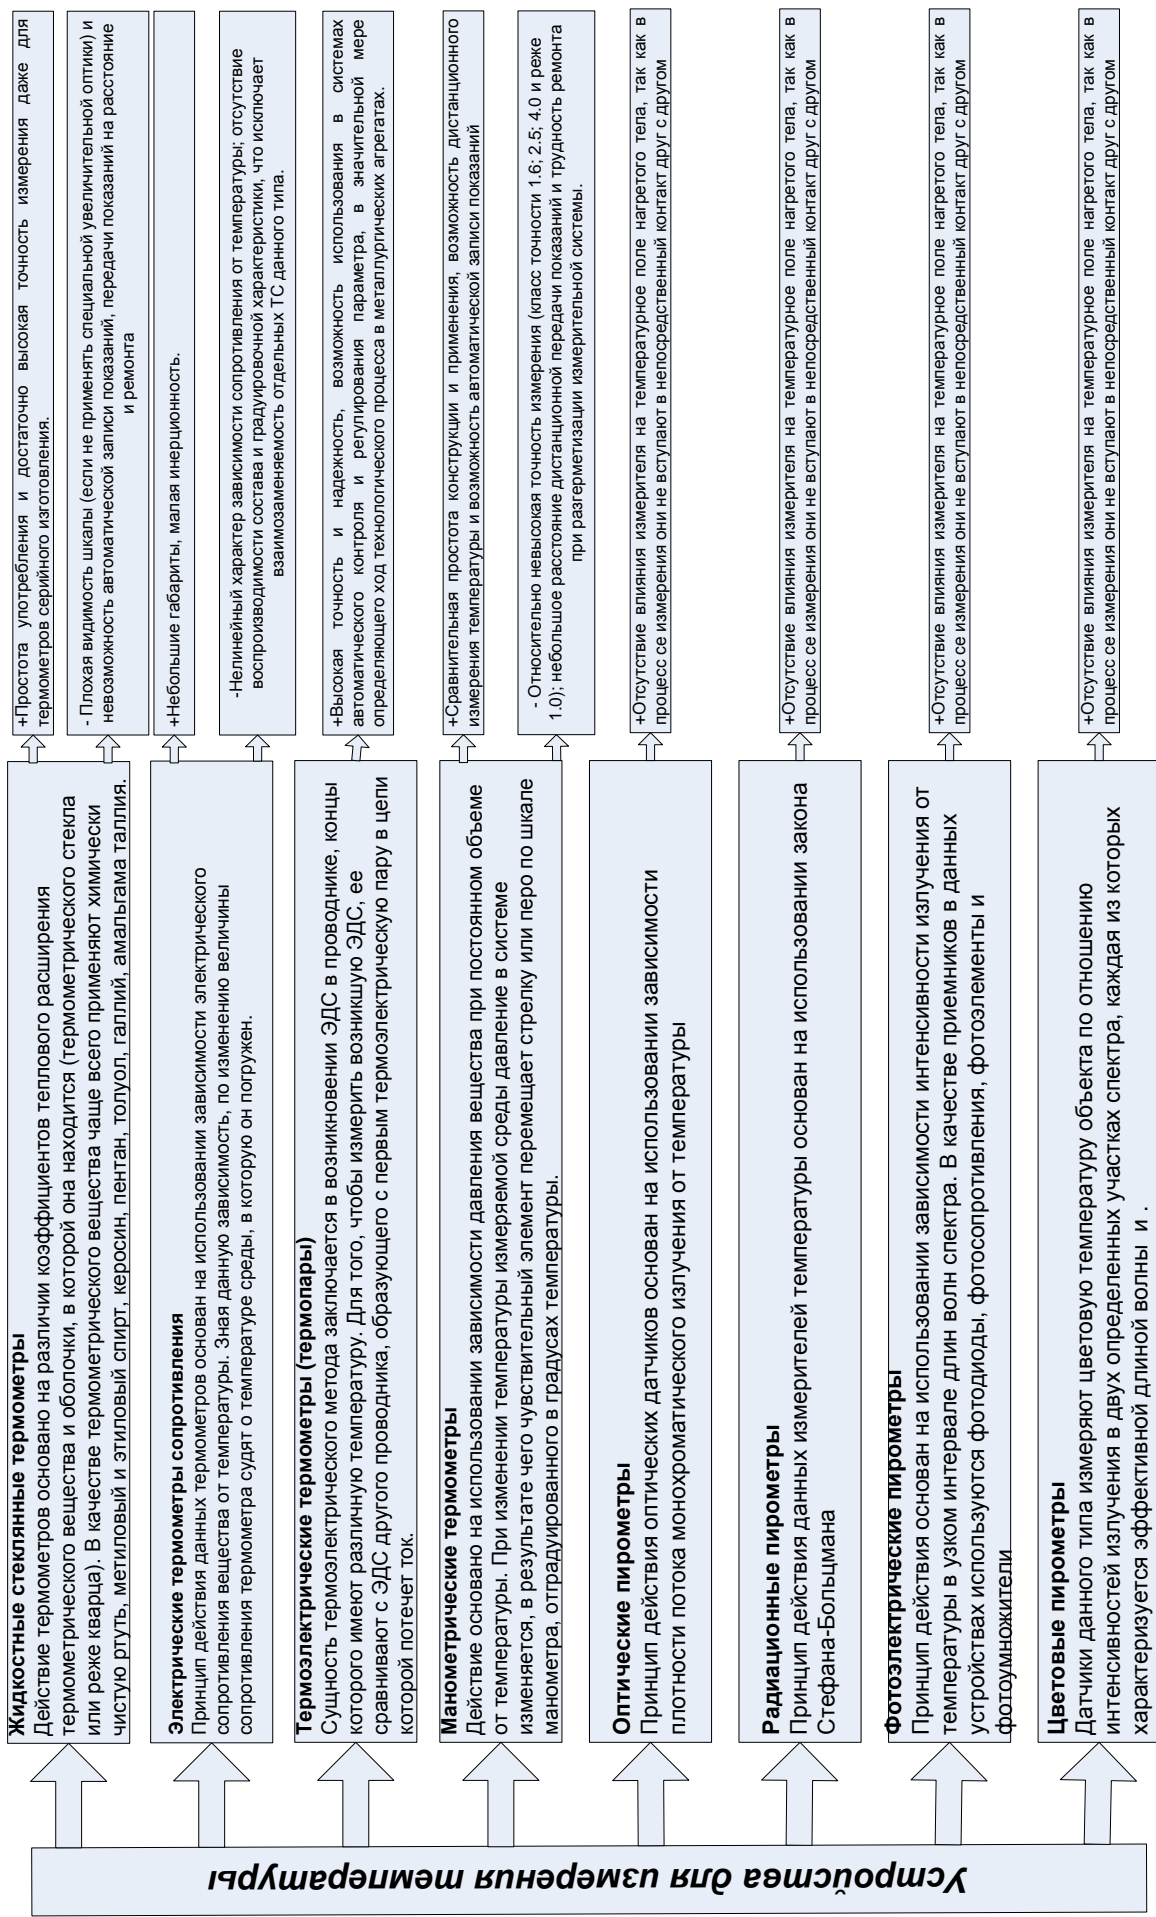 Устройства для измерения температуры
Жидкостные стеклянные термометры
Действие термометров основано на различии коэффициентов теплового расширения
термометрического вещества и оболочки, в которой она находится (термометрического стекла
или реже кварца). В качестве термометрического вещества чаще всего применяют химически
чистую ртуть, метиловый и этиловый спирт, керосин, пентан, толуол, галлий, амальгама таллия.
+Простота употребления и достаточно высокая точность измерения даже для
термометров серийного изготовления.
- Плохая видимость шкалы (если не применять специальной увеличительной оптики) и
невозможность автоматической записи показаний, передачи показаний на расстояние
и ремонта
Электрические термометры сопротивления
Принцип действия данных термометров основан на использовании зависимости электрического
сопротивления вещества от температуры. Зная данную зависимость, по изменению величины
сопротивления термометра судят о температуре среды, в которую он погружен.
+Небольшие габариты, малая инерционность.
-Нелинейный характер зависимости сопротивления от температуры; отсутствие
воспроизводимости состава и градуировочной характеристики, что исключает
взаимозаменяемость отдельных ТС данного типа.
Термоэлектрические термометры (термопары)
Сущность термоэлектрического метода заключается в возникновении ЭДС в проводнике, концы
которого имеют различную температуру. Для того, чтобы измерить возникшую ЭДС, ее
сравнивают с ЭДС другого проводника, образующего с первым термоэлектрическую пару в цепи
которой потечет ток.
+Высокая точность и надежность, возможность использования в системах
автоматического контроля и регулирования параметра, в значительной мере
определяющего ход технологического процесса в металлургических агрегатах.
Манометрические термометры
Действие основано на использовании зависимости давления вещества при постоянном объеме
от температуры. При изменении температуры измеряемой среды давление в системе
изменяется, в результате чего чувствительный элемент перемещает стрелку или перо по шкале
манометра, отградуированного в градусах температуры.
+Сравнительная простота конструкции и применения, возможность дистанционного
измерения температуры и возможность автоматической записи показаний
- Относительно невысокая точность измерения (класс точности 1.6; 2.5; 4.0 и реже
1.0); небольшое расстояние дистанционной передачи показаний и трудность ремонта
при разгерметизации измерительной системы.
Оптические пирометры
Принцип действия оптических датчиков основан на использовании зависимости
плотности потока монохроматического излучения от температуры
+Отсутствие влияния измерителя на температурное поле нагретого тела, так как в
процесс се измерения они не вступают в непосредственный контакт друг с другом
Радиационные пирометры
Принцип действия данных измерителей температуры основан на использовании закона
Стефана-Больцмана
+Отсутствие влияния измерителя на температурное поле нагретого тела, так как в
процесс се измерения они не вступают в непосредственный контакт друг с другом
Фотоэлектрические пирометры
Принцип действия основан на использовании зависимости интенсивности излучения от
температуры в узком интервале длин волн спектра. В качестве приемников в данных
устройствах используются фотодиоды, фотосопротивления, фотоэлементы и
фотоумножители
+Отсутствие влияния измерителя на температурное поле нагретого тела, так как в
процесс се измерения они не вступают в непосредственный контакт друг с другом
Цветовые пирометры
Датчики данного типа измеряют цветовую температуру объекта по отношению
интенсивностей излучения в двух определенных участках спектра, каждая из которых
характеризуется эффективной длиной волны и .
+Отсутствие влияния измерителя на температурное поле нагретого тела, так как в
процесс се измерения они не вступают в непосредственный контакт друг с другом